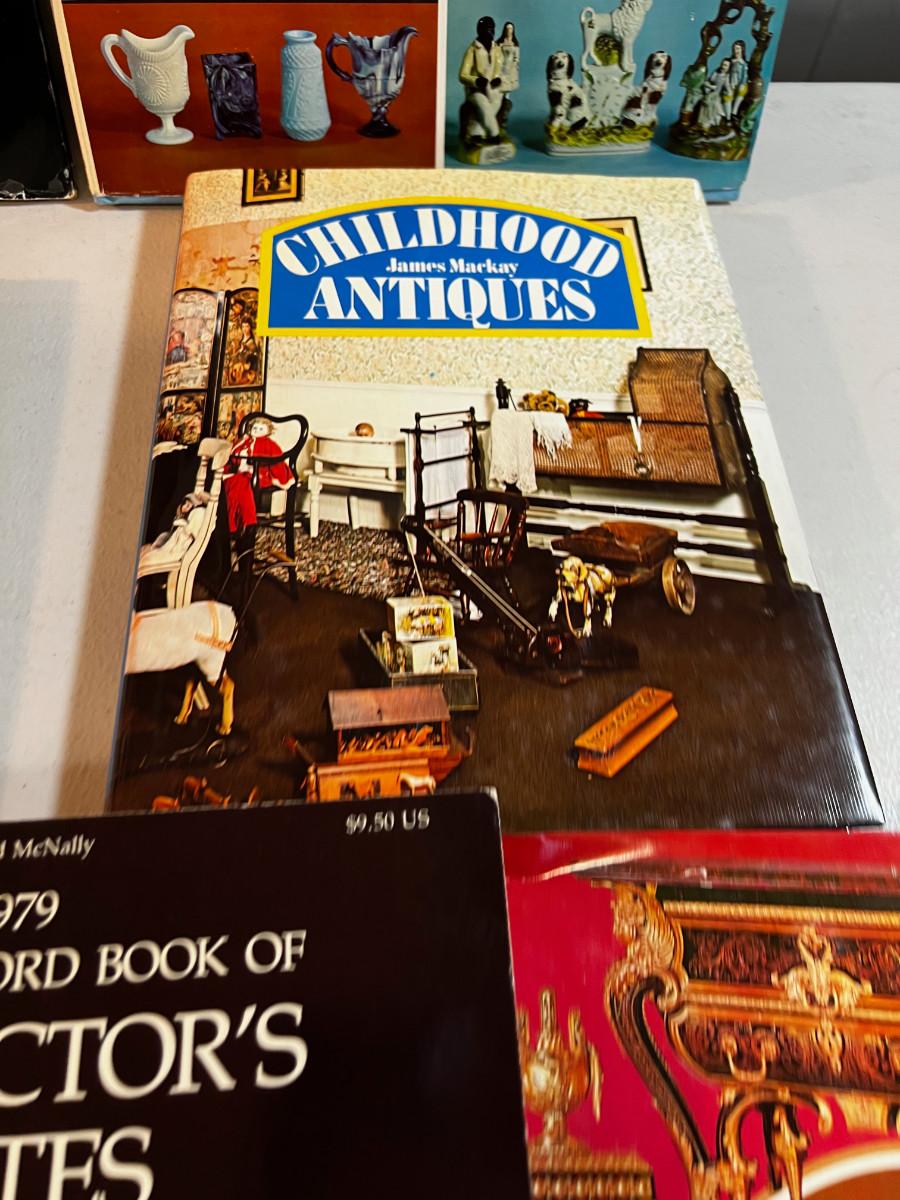 CHILDHOOD
James Mackay
ANTIQUES
$9.50 US
McNally
979
ORD BOOK OF
CTOR'S
TES